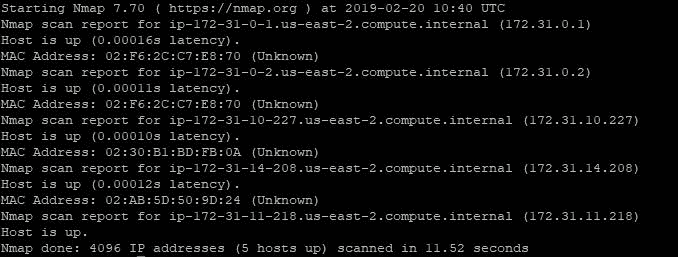 Starting Nmap 7.70 ( https://nmap.org ) at 2019-02-20 10:40 UTC
Nmap scan report for ip-172-31-0-1.us-east-2.compute.internal (172.31.0.1)
Host is up (0.00016s latency).
MAC Address: 02:F6:2C:C7:E8:70 (Unknown)
Nmap scan report for ip-172-31-0-2.us-east-2.compute.internal (172.31.0.2)
Host is up (0.00011s latency).
MAC Address: 02:F6:2C:C7:E8:70 (Unknown)
Nmap scan report for ip-172-31-10-227.us-east-2.compute.internal (172.31.10.227)
Host is up (0.00010s latency).
MAC Address: 02:30:B1:BD:FB:0A (Unknown)
Nmap scan report for ip-172-31-14-208.us-east-2.compute.internal (172.31.14.208)
Host is up (0.00012s latency).
MAC Address: 02:AB:5D:50:9D:24 (Unknown)
Nmap scan report for ip-172-31-11-218.us-east-2.compute.internal (172.31.11.218)
Host is up.
Nmap done: 4096 IP addresses (5 hosts up) scanned in 11.52 seconds